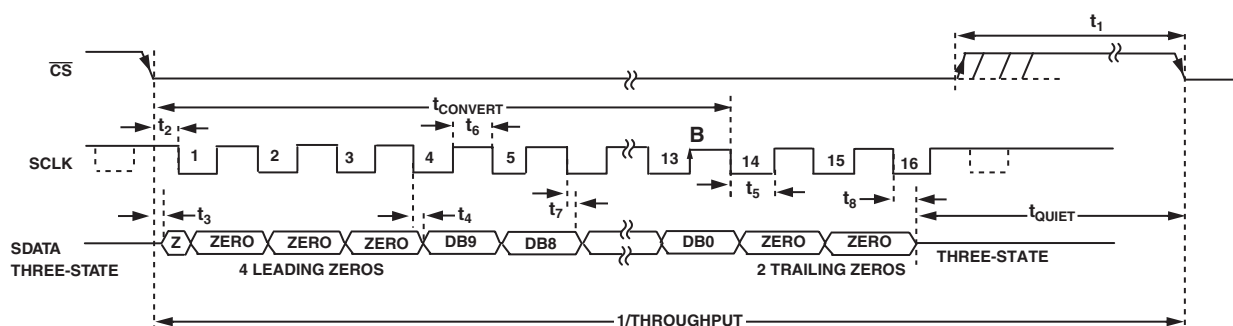 t1
CS
tCONVERT
t2
t6
B
SCLK
1
2
3
4
5
13
14
15
16
t5
t8
t3
t4
t7
tQUIET
SDATA
THREE-STATE
Z
ZERO
ZERO
ZERO
DB9
DB8
DB0
ZERO
ZERO
THREE-STATE
4 LEADING ZEROS
2 TRAILING ZEROS
1/THROUGHPUT